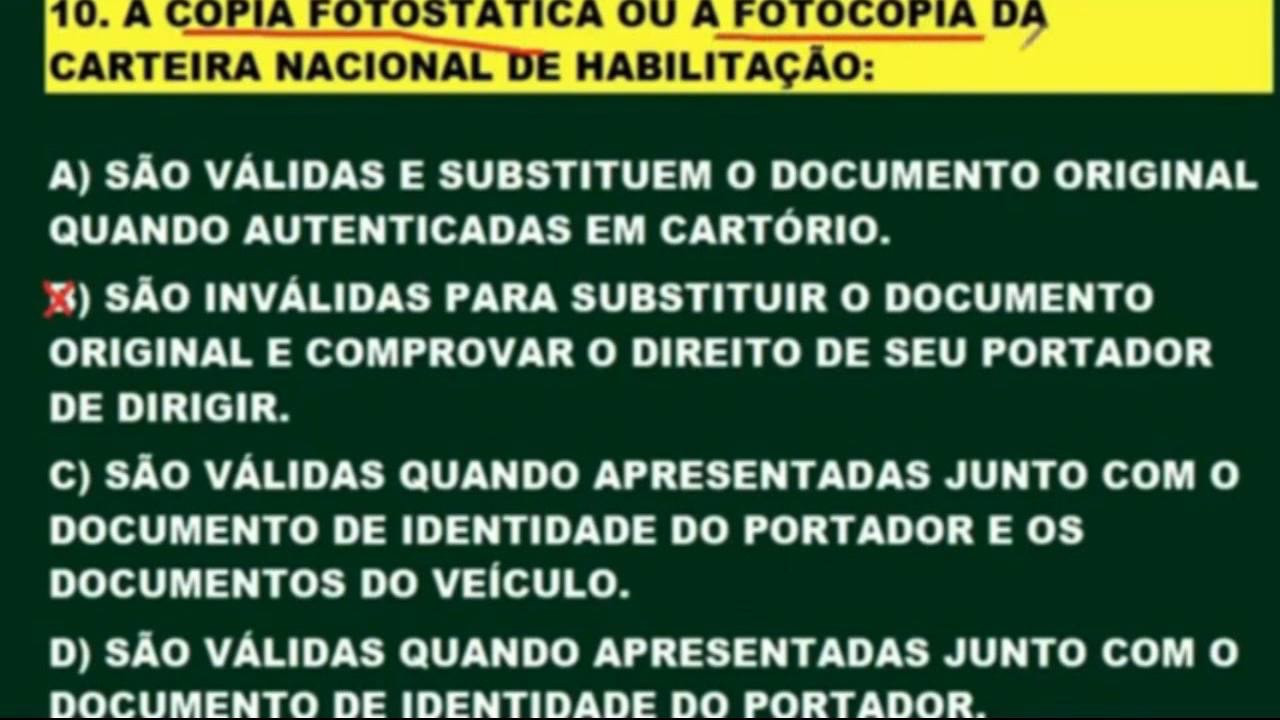 10. A CÓPIA FOTOSTÁTICA OU A FOTOCÓPIA DA
CARTEIRA NACIONAL DE HABILITAÇÃO:
A) SÃO VÁLIDAS E SUBSTITUEM O DOCUMENTO ORIGINAL
QUANDO AUTENTICADAS EM CARTÓRIO.
B) SÃO INVÁLIDAS PARA SUBSTITUIR O DOCUMENTO
ORIGINAL E COMPROVAR O DIREITO DE SEU PORTADOR
DE DIRIGIR.
C) SÃO VÁLIDAS QUANDO APRESENTADAS JUNTO COM O
DOCUMENTO DE IDENTIDADE DO PORTADOR E OS
DOCUMENTOS DO VEÍCULO.
D) SÃO VÁLIDAS QUANDO APRESENTADAS JUNTO COM O
DOCUMENTO DE IDENTIDADE DO PORTADOR.